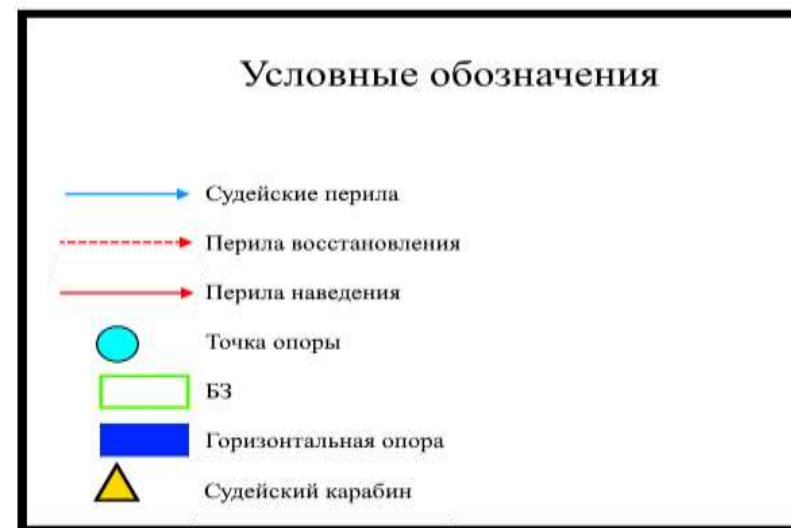 Условные обозначения
Судейские перила
Перила восстановления
Перила наведения
Точка опоры
БЗ
Горизонтальная опора
Судейский карабин